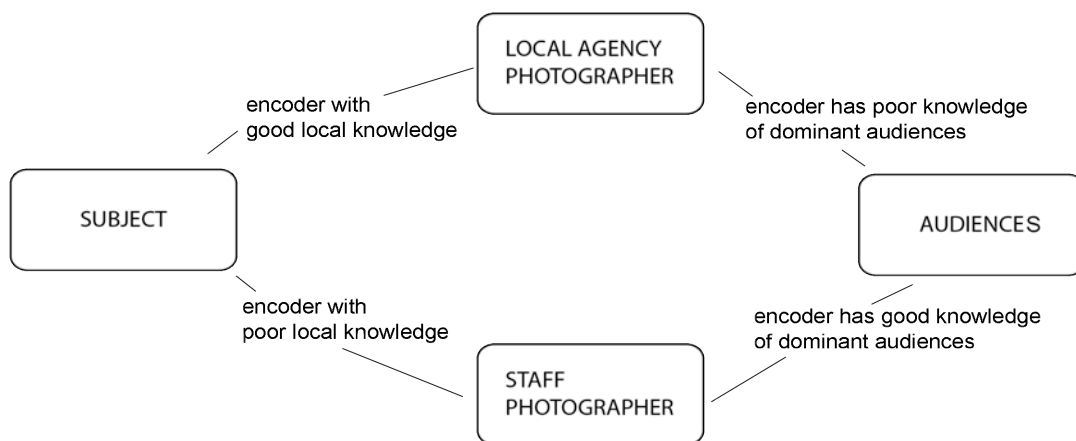 LOCAL AGENCY
PHOTOGRAPHER
encoder with
good local knowledge
encoder has poor knowledge
of dominant audiences
SUBJECT
AUDIENCES
encoder with
poor local knowledge
encoder has good knowledge
of dominant audiences
STAFF
PHOTOGRAPHER